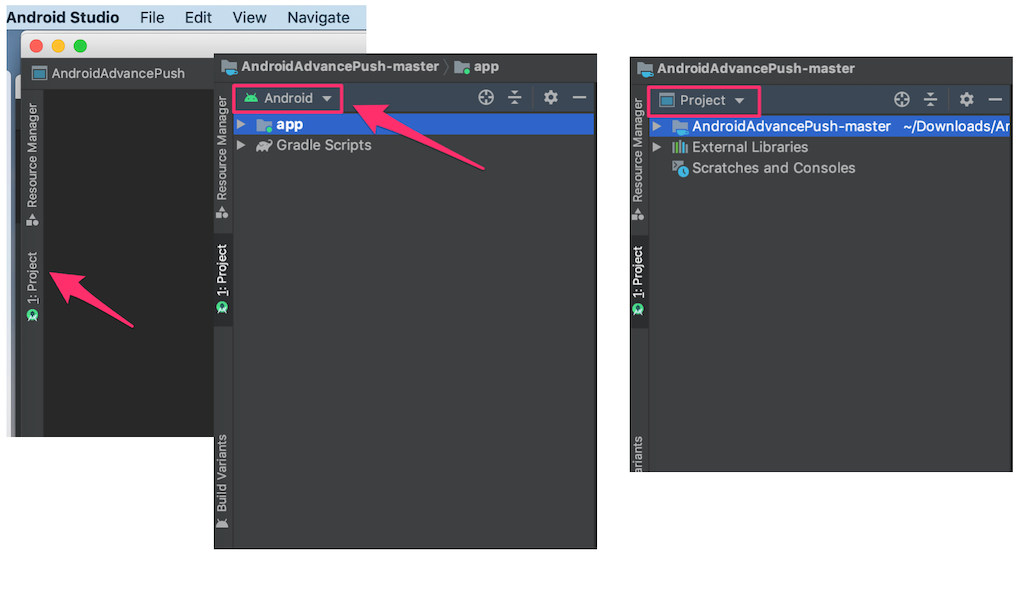 Android Studio File Edit View Navigate
AndroidAdvancePush
Resource Manager
1: Project
AndroidAdvancePush-master app
Android
app
Gradle Scripts
Resource Manager
1: Project
Build Variants
AndroidAdvancePush-master
Project
AndroidAdvancePush-master ~/Downloads/Ar
External Libraries
Scratches and Consoles
Resource Manager
1: Project
ariants